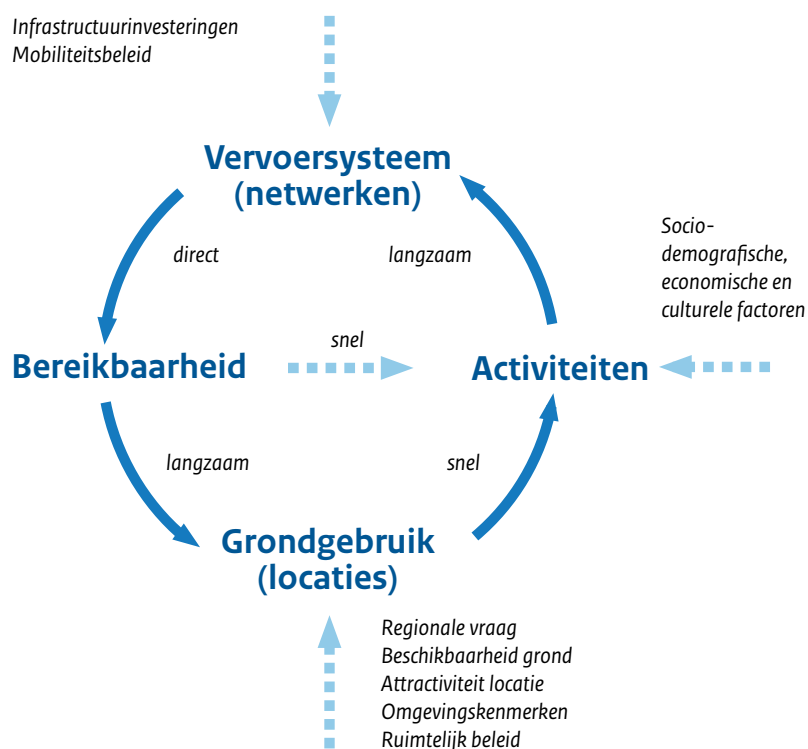 Infrastructuurinvesteringen
Mobiliteitsbeleid
Vervoersysteem
(netwerken)
direct
langzaam
Socio-
demografische,
economische en
culturele factoren
snel
Bereikbaarheid
Activiteiten
langzaam
snel
Grondgebruik
(locaties)
Regionale vraag
Beschikbaarheid grond
Attractiviteit locatie
Omgevingskenmerken
Ruimtelijk beleid